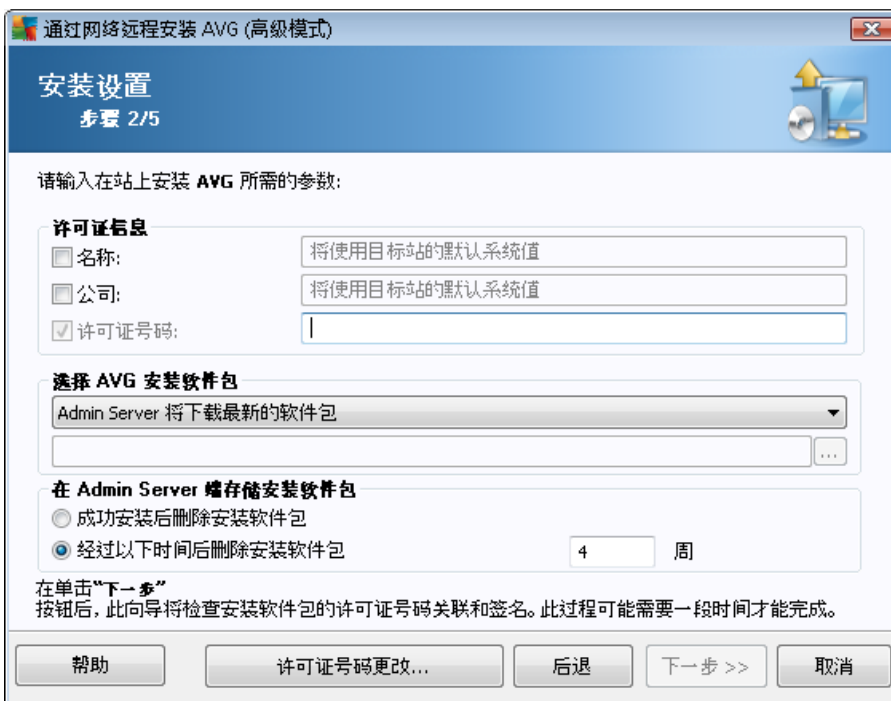 通过网络远程安装 AVG (高级模式)
安装设置
步骤 2/5
请输入在站上安装 AVG 所需的参数:
许可证信息
名称:
将使用目标站的默认系统值
公司:
将使用目标站的默认系统值
许可证号码:
选择 AVG 安装软件包
Admin Server 将下载最新的软件包
...
在 Admin Server 端存储安装软件包
成功安装后删除安装软件包
经过以下时间后删除安装软件包 4 周
在单击“下一步”
按钮后, 此向导将检查安装软件包的许可证号码关联和签名。此过程可能需要一段时间才能完成。
帮助 许可证号码更改... 后退 下一步 >> 取消